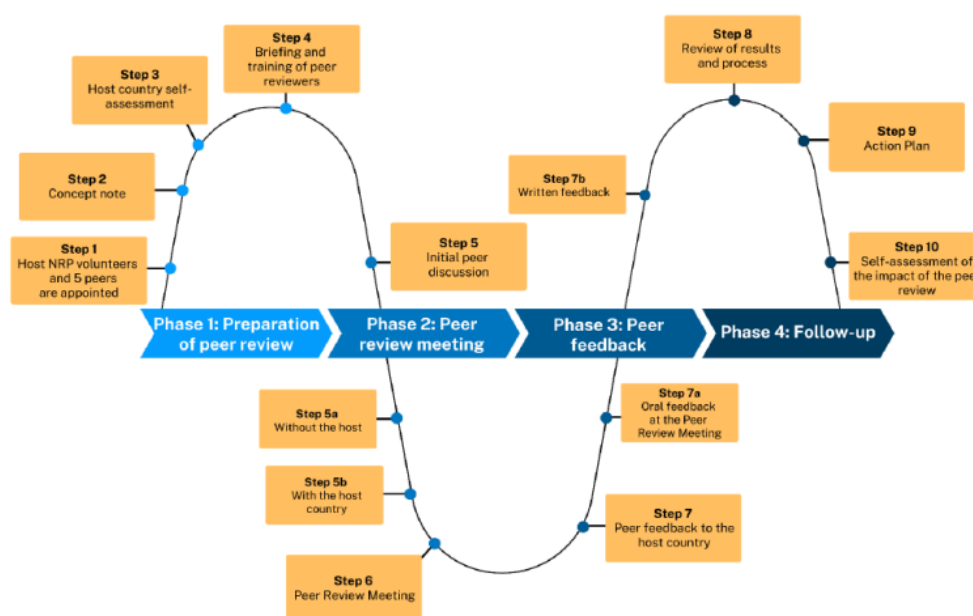 Step 1
Host NRP volunteers
and 5 peers
are appointed
Step 2
Concept note
Step 3
Host country self-
assessment
Step 4
Briefing and
training of peer
reviewers
Phase 1: Preparation
of peer review
Phase 2: Peer
review meeting
Phase 3: Peer
feedback
Phase 4: Follow-up
Step 5
Initial peer
discussion
Step 5a
Without the host
Step 5b
With the host
country
Step 6
Peer Review Meeting
Step 7
Peer feedback to the
host country
Step 7a
Oral feedback
at the Peer
Review Meeting
Step 7b
Written feedback
Step 8
Review of results
and process
Step 9
Action Plan
Step 10
Self-assessment of
the impact of the peer
review